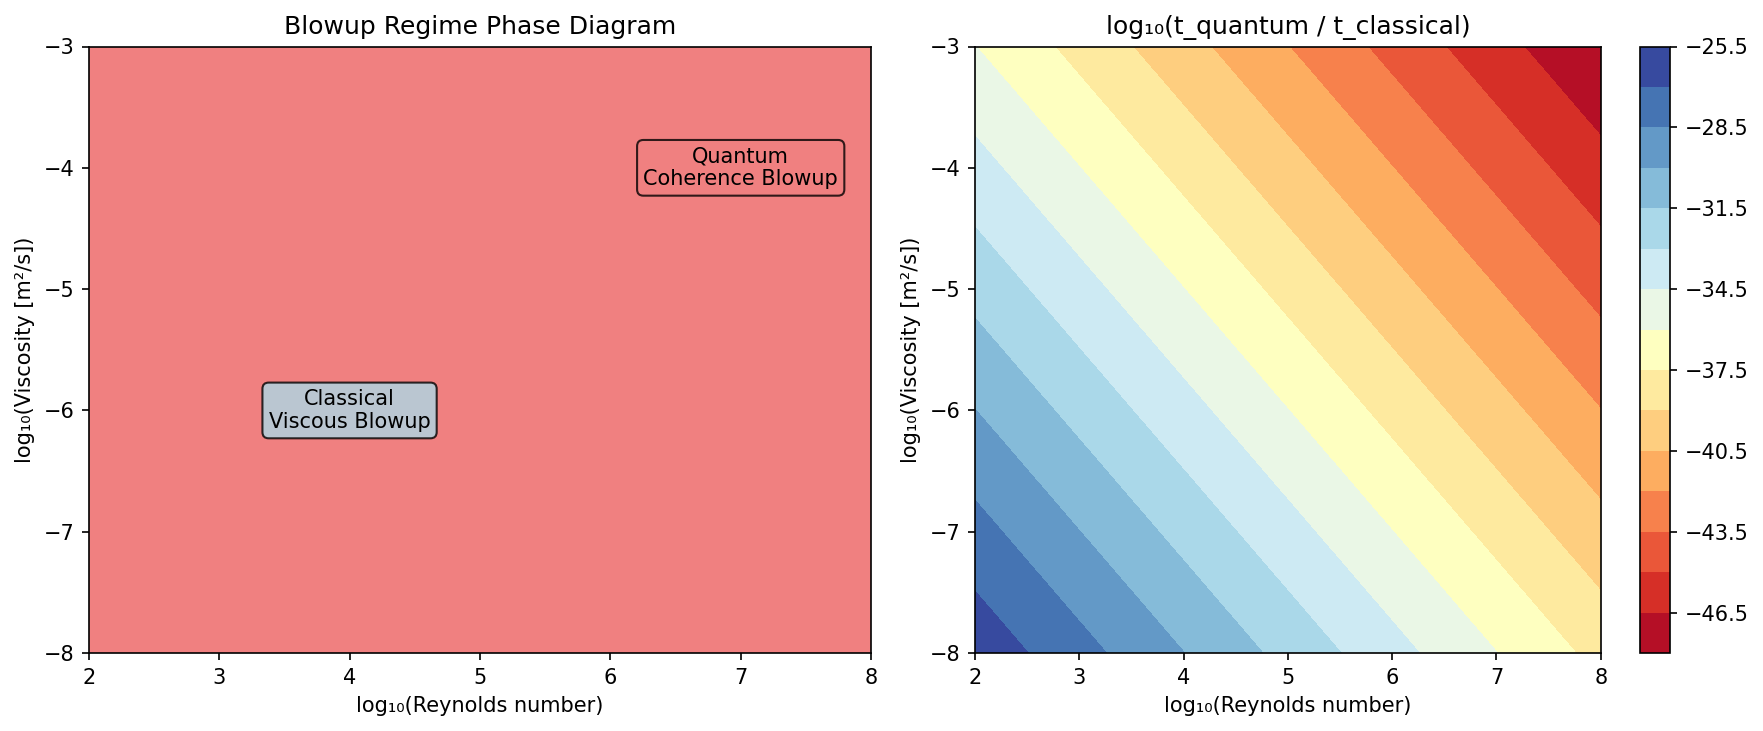 Blowup Regime Phase Diagram
−3
−4
−5
−6
−7
−8
log₁₀(Viscosity [m²/s])
Quantum
Coherence Blowup
Classical
Viscous Blowup
2 3 4 5 6 7 8
log₁₀(Reynolds number)
log₁₀(t_quantum / t_classical)
−3
−4
−5
−6
−7
−8
log₁₀(Viscosity [m²/s])
2 3 4 5 6 7 8
log₁₀(Reynolds number)
−25.5
−28.5
−31.5
−34.5
−37.5
−40.5
−43.5
−46.5